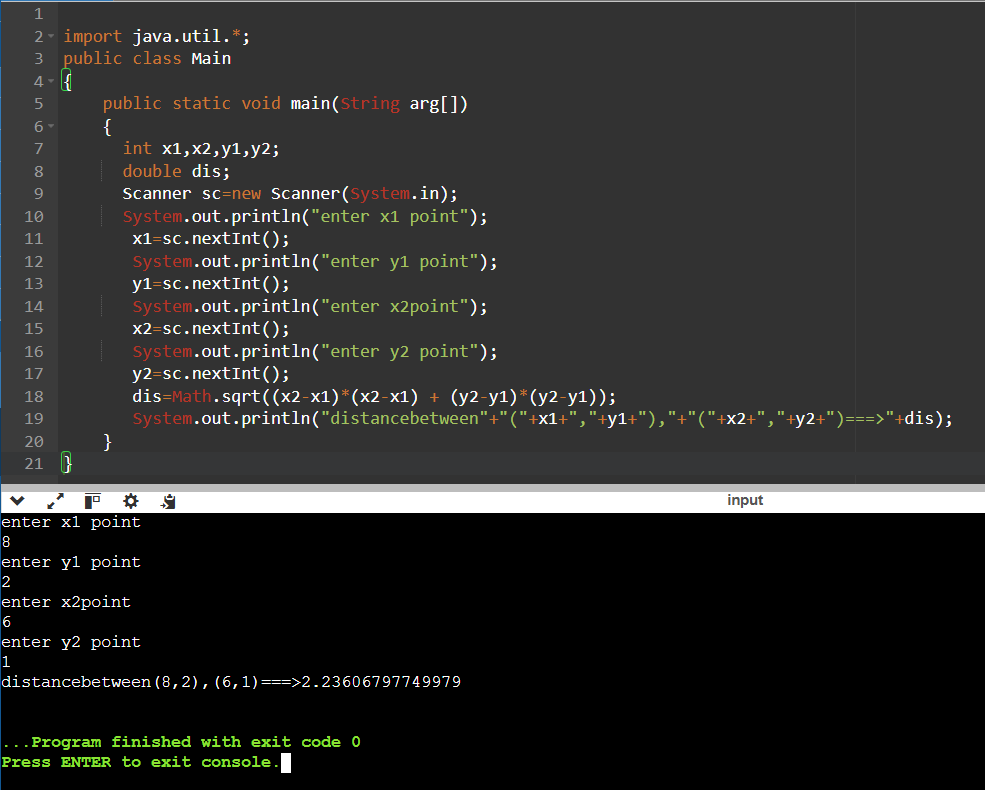 1
2 import java.util.*;
3 public class Main
4 {
5     public static void main(String arg[])
6     {
7       int x1,x2,y1,y2;
8       double dis;
9       Scanner sc=new Scanner(System.in);
10       System.out.println("enter x1 point");
11        x1=sc.nextInt();
12        System.out.println("enter y1 point");
13        y1=sc.nextInt();
14        System.out.println("enter x2point");
15        x2=sc.nextInt();
16        System.out.println("enter y2 point");
17        y2=sc.nextInt();
18        dis=Math.sqrt((x2-x1)*(x2-x1) + (y2-y1)*(y2-y1));
19        System.out.println("distancebetween"+"("+x1+","+y1+"),"+"("+x2+","+y2+")===>"+dis);
20     }
21 }
input
enter x1 point
8
enter y1 point
2
enter x2point
6
enter y2 point
1
distancebetween(8,2),(6,1)===>2.23606797749979
...Program finished with exit code 0
Press ENTER to exit console.